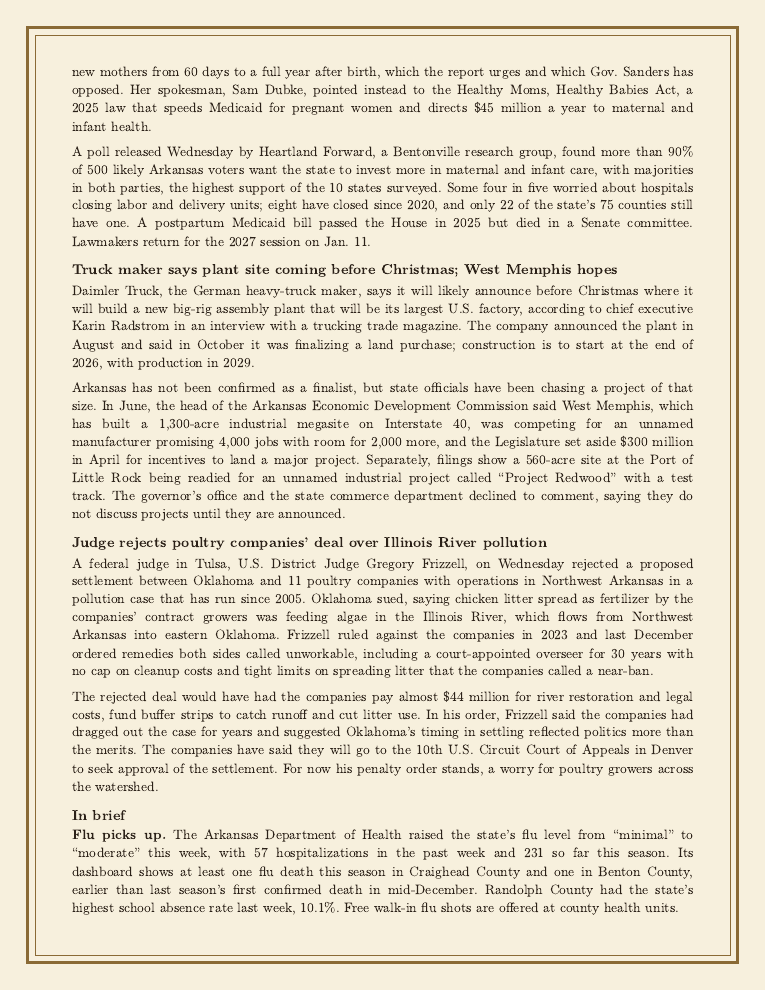 new mothers from 60 days to a full year after birth, which the report urges and which Gov. Sanders has
opposed. Her spokesman, Sam Dubke, pointed instead to the Healthy Moms, Healthy Babies Act, a
2025 law that speeds Medicaid for pregnant women and directs $45 million a year to maternal and
infant health.
A poll released Wednesday by Heartland Forward, a Bentonville research group, found more than 90%
of 500 likely Arkansas voters want the state to invest more in maternal and infant care, with majorities
in both parties, the highest support of the 10 states surveyed. Some four in five worried about hospitals
closing labor and delivery units; eight have closed since 2020, and only 22 of the state’s 75 counties still
have one. A postpartum Medicaid bill passed the House in 2025 but died in a Senate committee.
Lawmakers return for the 2027 session on Jan. 11.
Truck maker says plant site coming before Christmas; West Memphis hopes
Daimler Truck, the German heavy-truck maker, says it will likely announce before Christmas where it
will build a new big-rig assembly plant that will be its largest U.S. factory, according to chief executive
Karin Radstrom in an interview with a trucking trade magazine. The company announced the plant in
August and said in October it was finalizing a land purchase; construction is to start at the end of
2026, with production in 2029.
Arkansas has not been confirmed as a finalist, but state officials have been chasing a project of that
size. In June, the head of the Arkansas Economic Development Commission said West Memphis, which
has built a 1,300-acre industrial megasite on Interstate 40, was competing for an unnamed
manufacturer promising 4,000 jobs with room for 2,000 more, and the Legislature set aside $300 million
in April for incentives to land a major project. Separately, filings show a 560-acre site at the Port of
Little Rock being readied for an unnamed industrial project called “Project Redwood” with a test
track. The governor’s office and the state commerce department declined to comment, saying they do
not discuss projects until they are announced.
Judge rejects poultry companies’ deal over Illinois River pollution
A federal judge in Tulsa, U.S. District Judge Gregory Frizzell, on Wednesday rejected a proposed
settlement between Oklahoma and 11 poultry companies with operations in Northwest Arkansas in a
pollution case that has run since 2005. Oklahoma sued, saying chicken litter spread as fertilizer by the
companies’ contract growers was feeding algae in the Illinois River, which flows from Northwest
Arkansas into eastern Oklahoma. Frizzell ruled against the companies in 2023 and last December
ordered remedies both sides called unworkable, including a court-appointed overseer for 30 years with
no cap on cleanup costs and tight limits on spreading litter that the companies called a near-ban.
The rejected deal would have had the companies pay almost $44 million for river restoration and legal
costs, fund buffer strips to catch runoff and cut litter use. In his order, Frizzell said the companies had
dragged out the case for years and suggested Oklahoma’s timing in settling reflected politics more than
the merits. The companies have said they will go to the 10th U.S. Circuit Court of Appeals in Denver
to seek approval of the settlement. For now his penalty order stands, a worry for poultry growers across
the watershed.
In brief
Flu picks up. The Arkansas Department of Health raised the state’s flu level from “minimal” to
“moderate” this week, with 57 hospitalizations in the past week and 231 so far this season. Its
dashboard shows at least one flu death this season in Craighead County and one in Benton County,
earlier than last season’s first confirmed death in mid-December. Randolph County had the state’s
highest school absence rate last week, 10.1%. Free walk-in flu shots are offered at county health units.